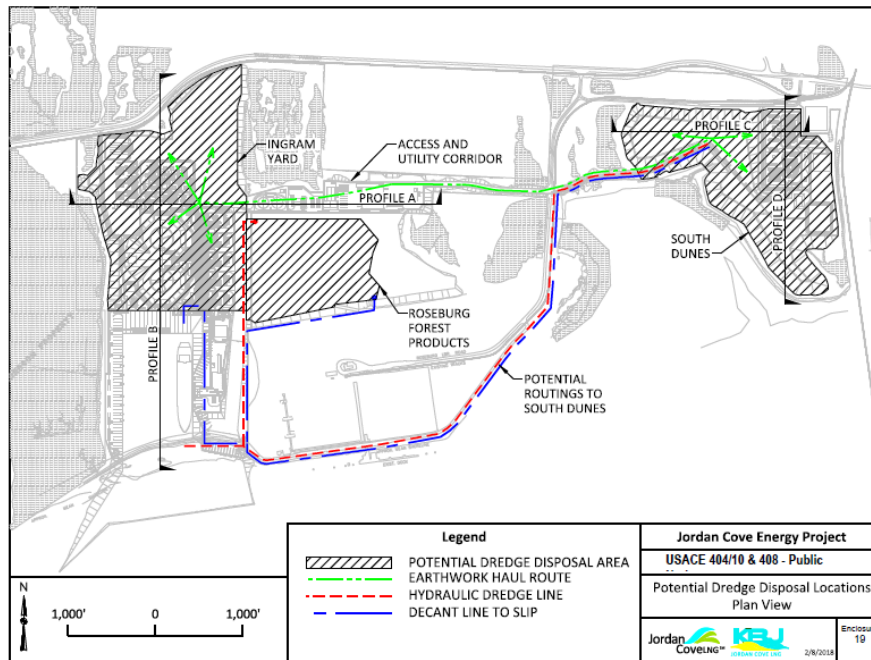 INGRAM
YARD
ACCESS AND
UTILITY CORRIDOR
PROFILE A
PROFILE B
PROFILE C
PROFILE D
SOUTH
DUNES
ROSEBURG
FOREST
PRODUCTS
POTENTIAL
ROUTINGS TO
SOUTH DUNES
N
1,000' 0 1,000'
Legend
POTENTIAL DREDGE DISPOSAL AREA
EARTHWORK HAUL ROUTE
HYDRAULIC DREDGE LINE
DECANT LINE TO SLIP
Jordan Cove Energy Project
USACE 404/10 & 408 - Public
Potential Dredge Disposal Locations
Plan View
Jordan
COVELNG™
KBJ
JORDAN COVE LNG
2/8/2018
Enclosu
19